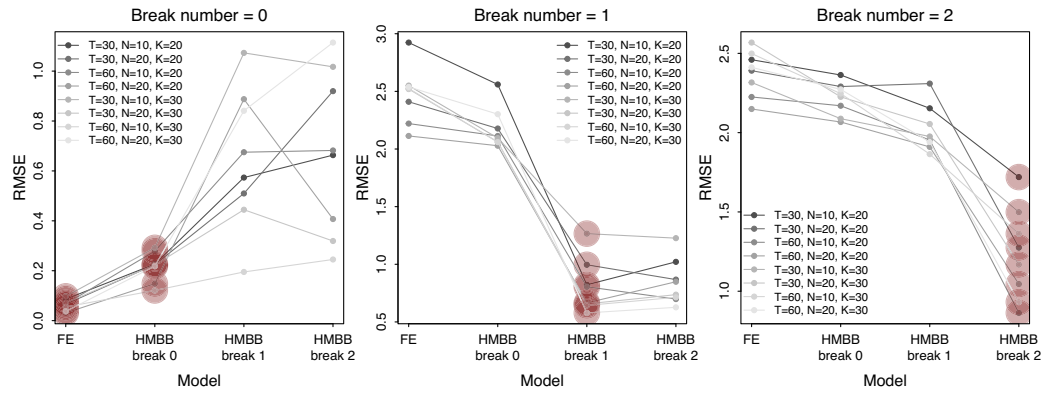 Break number = 0
RMSE
1.0
0.8
0.6
0.4
0.2
0.0
T=30, N=10, K=20
T=30, N=20, K=20
T=60, N=10, K=20
T=60, N=20, K=20
T=30, N=10, K=30
T=30, N=20, K=30
T=60, N=10, K=30
T=60, N=20, K=30
FE HMBB HMBB HMBB
break 0 break 1 break 2
Model
Break number = 1
RMSE
3.0
2.5
2.0
1.5
1.0
0.5
T=30, N=10, K=20
T=30, N=20, K=20
T=60, N=10, K=20
T=60, N=20, K=20
T=30, N=10, K=30
T=30, N=20, K=30
T=60, N=10, K=30
T=60, N=20, K=30
FE HMBB HMBB HMBB
break 0 break 1 break 2
Model
Break number = 2
RMSE
2.5
2.0
1.5
1.0
T=30, N=10, K=20
T=30, N=20, K=20
T=60, N=10, K=20
T=60, N=20, K=20
T=30, N=10, K=30
T=30, N=20, K=30
T=60, N=10, K=30
T=60, N=20, K=30
FE HMBB HMBB HMBB
break 0 break 1 break 2
Model